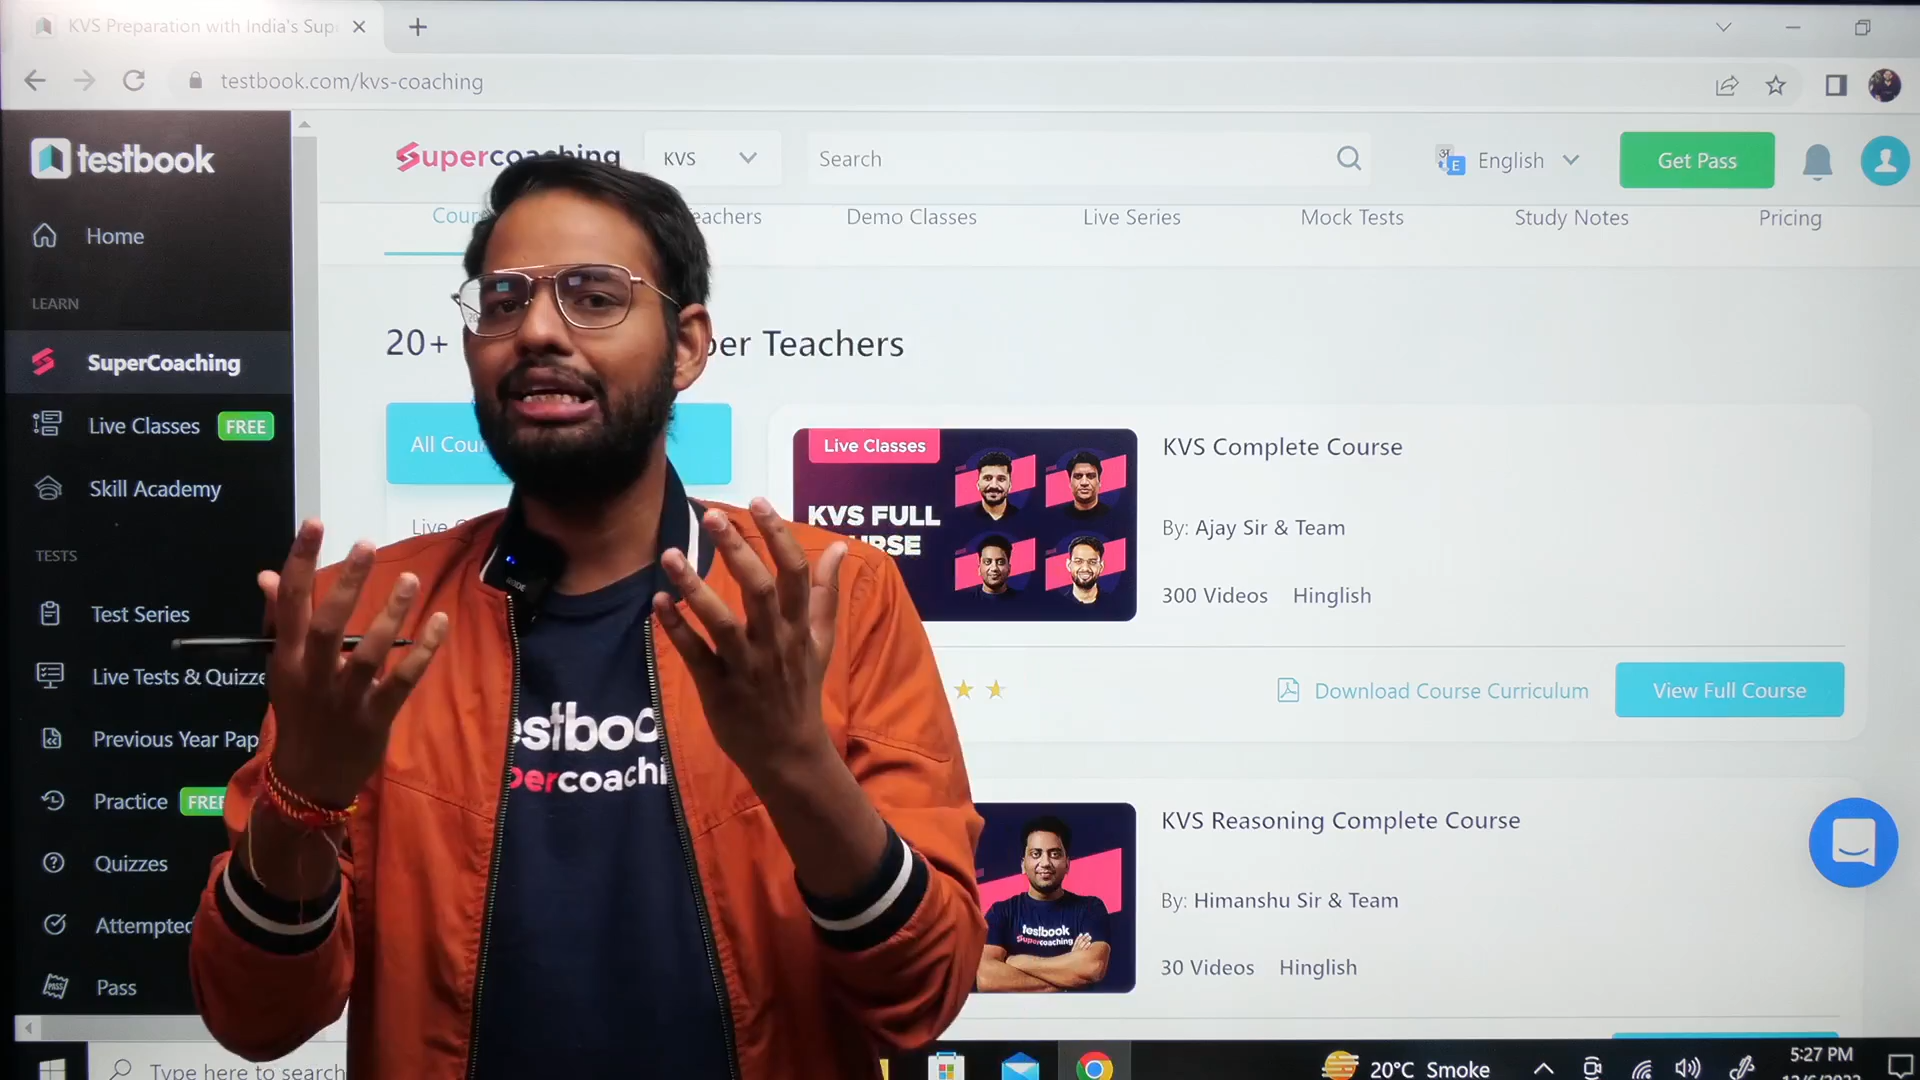 KVS Preparation with India's Sup
testbook.com/kvs-coaching
testbook
Supercoaching
KVS
Search
English
Get Pass
Home
Demo Classes
Live Series
Mock Tests
Study Notes
Pricing
LEARN
20+
Teachers
SuperCoaching
Live Classes FREE
Skill Academy
Live Classes
KVS FULL
KVS Complete Course
By: Ajay Sir & Team
300 Videos Hinglish
TESTS
Test Series
Live Tests & Quizze
Download Course Curriculum
View Full Course
Previous Year Pap
Practice FREE
Quizzes
Attempted
Pass
KVS Reasoning Complete Course
By: Himanshu Sir & Team
30 Videos Hinglish
testbook
Supercoaching
Type here to search
20°C Smoke
5:27 PM